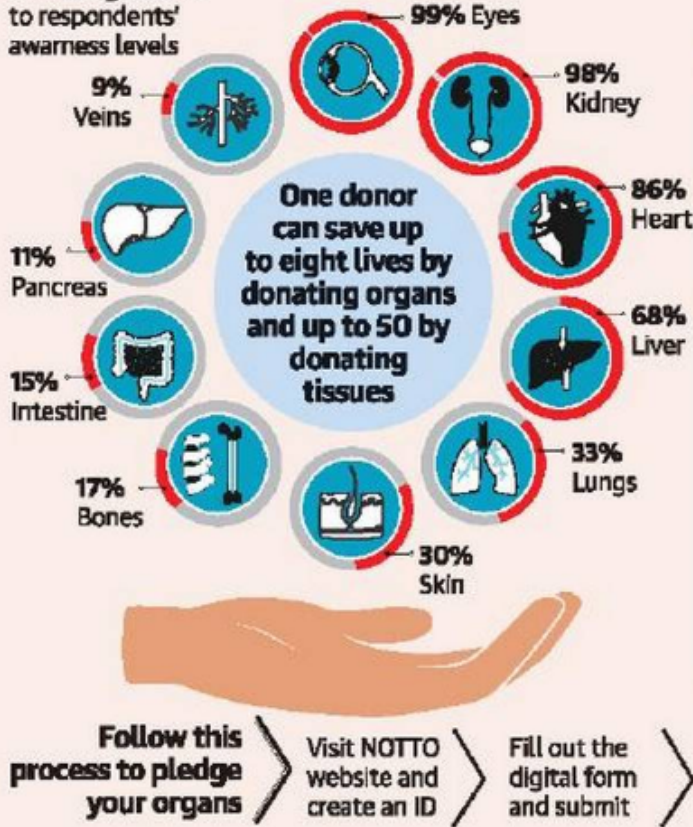 to respondents'
awarness levels
99% Eyes
98%
Kidney
86%
Heart
68%
Liver
33%
Lungs
30%
Skin
17%
Bones
15%
Intestine
11%
Pancreas
9%
Veins
One donor
can save up
to eight lives by
donating organs
and up to 50 by
donating
tissues
Follow this
process to pledge
your organs
Visit NOTTO
website and
create an ID
Fill out the
digital form
and submit